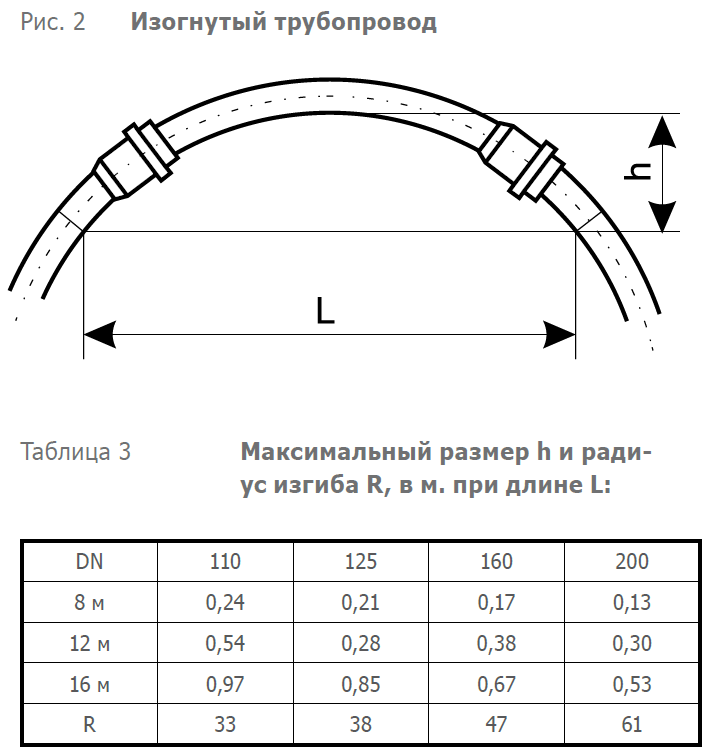 Рис. 2 Изогнутый трубопровод
h
L
Таблица 3 Максимальный размер h и ради-
ус изгиба R, в м. при длине L:
DN 110 125 160 200
8 м 0,24 0,21 0,17 0,13
12 м 0,54 0,28 0,38 0,30
16 м 0,97 0,85 0,67 0,53
R 33 38 47 61